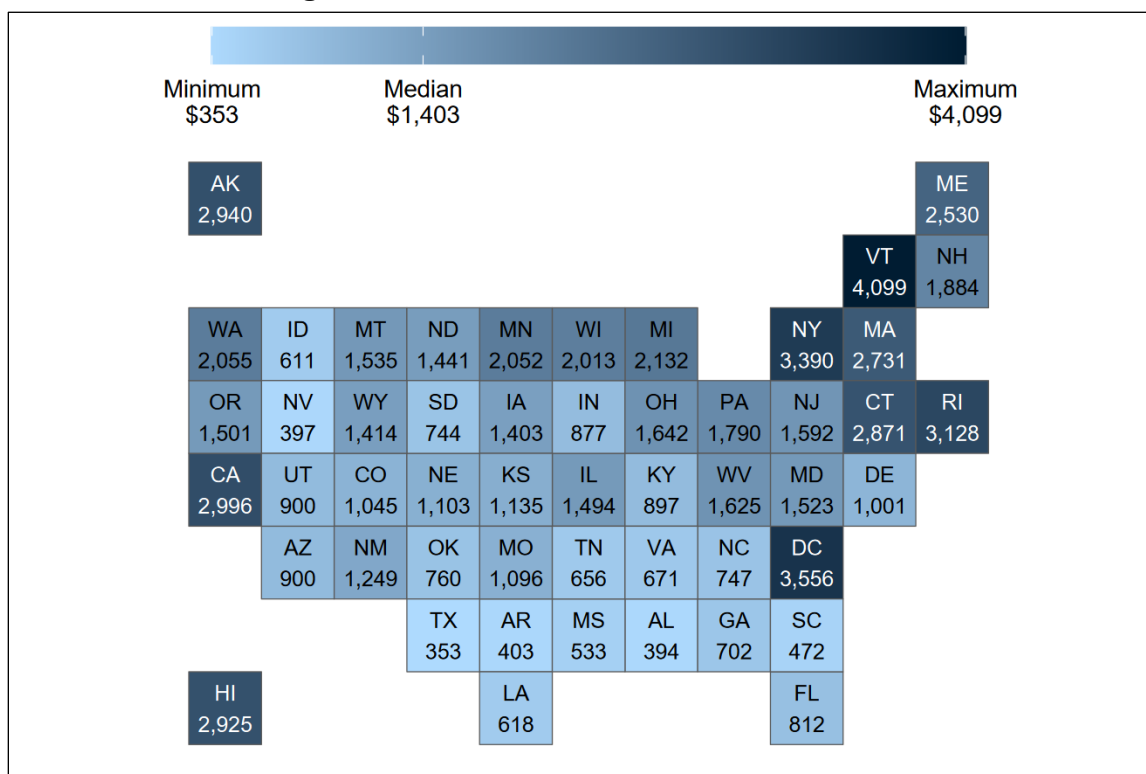 Minimum Median Maximum
$353 $1,403 $4,099
AK ME
2,940 2,530
VT NH
4,099 1,884
WA ID MT ND MN WI MI NY MA
2,055 611 1,535 1,441 2,052 2,013 2,132 3,390 2,731
OR NV WY SD IA IN OH PA NJ CT RI
1,501 397 1,414 744 1,403 877 1,642 1,790 1,592 2,871 3,128
CA UT CO NE KS IL KY WV MD DE
2,996 900 1,045 1,103 1,135 1,494 897 1,625 1,523 1,001
AZ NM OK MO TN VA NC DC
900 1,249 760 1,096 656 671 747 3,556
TX AR MS AL GA SC
353 403 533 394 702 472
HI LA FL
2,925 618 812